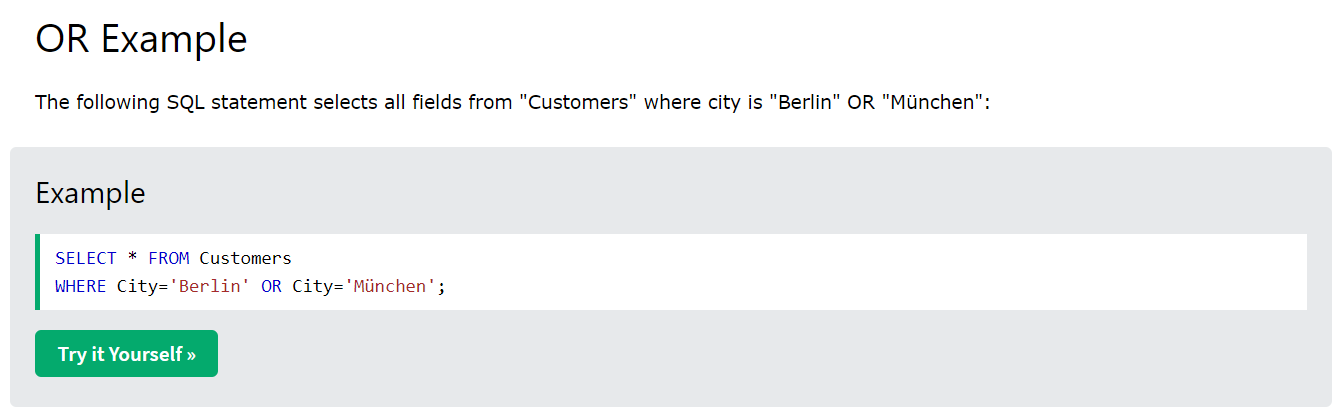 OR Example
The following SQL statement selects all fields from "Customers" where city is "Berlin" OR "München":
Example
SELECT * FROM Customers
WHERE City='Berlin' OR City='München';
Try it Yourself »